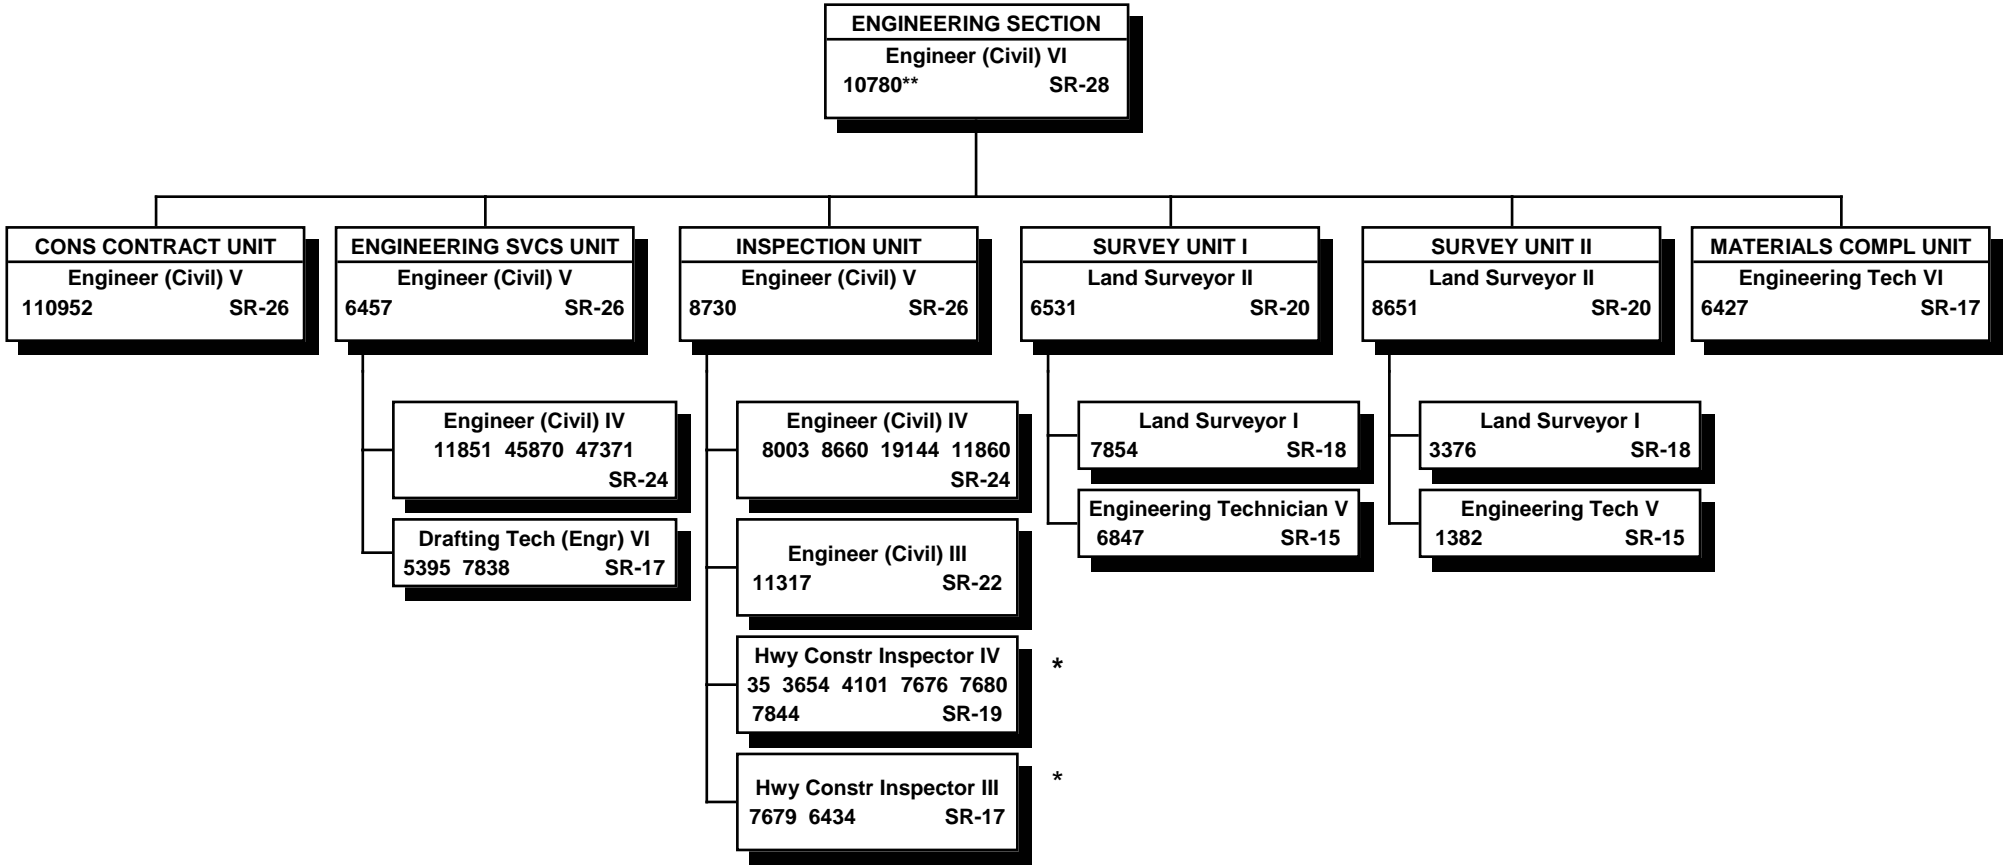 ENGINEERING SECTION
Engineer (Civil) VI
10780** SR-28
CONS CONTRACT UNIT
Engineer (Civil) V
110952 SR-26
ENGINEERING SVCS UNIT
Engineer (Civil) V
6457 SR-26
Engineer (Civil) IV
11851 45870 47371
SR-24
Drafting Tech (Engr) VI
5395 7838 SR-17
INSPECTION UNIT
Engineer (Civil) V
8730 SR-26
Engineer (Civil) IV
8003 8660 19144 11860
SR-24
Engineer (Civil) III
11317 SR-22
Hwy Constr Inspector IV
*
35 3654 4101 7676 7680
7844 SR-19
Hwy Constr Inspector III
*
7679 6434 SR-17
SURVEY UNIT I
Land Surveyor II
6531 SR-20
Land Surveyor I
7854 SR-18
Engineering Technician V
6847 SR-15
SURVEY UNIT II
Land Surveyor II
8651 SR-20
Land Surveyor I
3376 SR-18
Engineering Tech V
1382 SR-15
MATERIALS COMPL UNIT
Engineering Tech VI
6427 SR-17